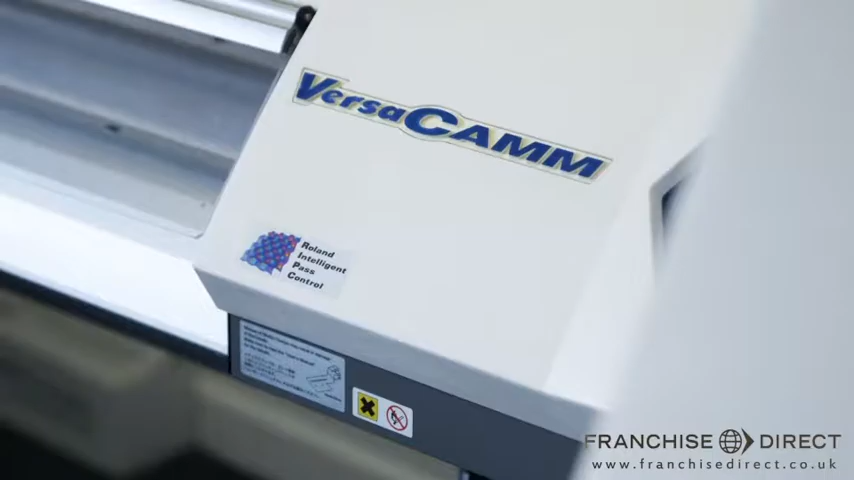 VersaCAMM
Roland
Intelligent
Pass
Control
FRANCHISE DIRECT
www.franchisedirect.co.uk